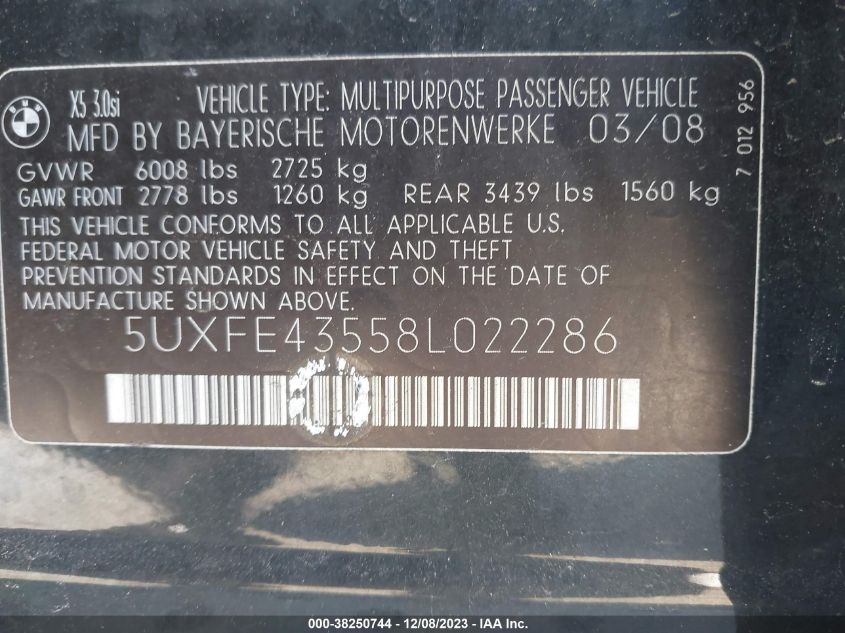 BMW
X5 3.0si
VEHICLE TYPE: MULTIPURPOSE PASSENGER VEHICLE
MFD BY BAYERISCHE MOTORENWERKE 03/08
GVWR 6008 lbs 2725 kg
GAWR FRONT 2778 lbs 1260 kg REAR 3439 lbs 1560 kg
THIS VEHICLE CONFORMS TO ALL APPLICABLE U.S.
FEDERAL MOTOR VEHICLE SAFETY AND THEFT
PREVENTION STANDARDS IN EFFECT ON THE DATE OF
MANUFACTURE SHOWN ABOVE.
5UXFE43558L022286
7 012 956
000-38250744 - 12/08/2023 - IAA Inc.